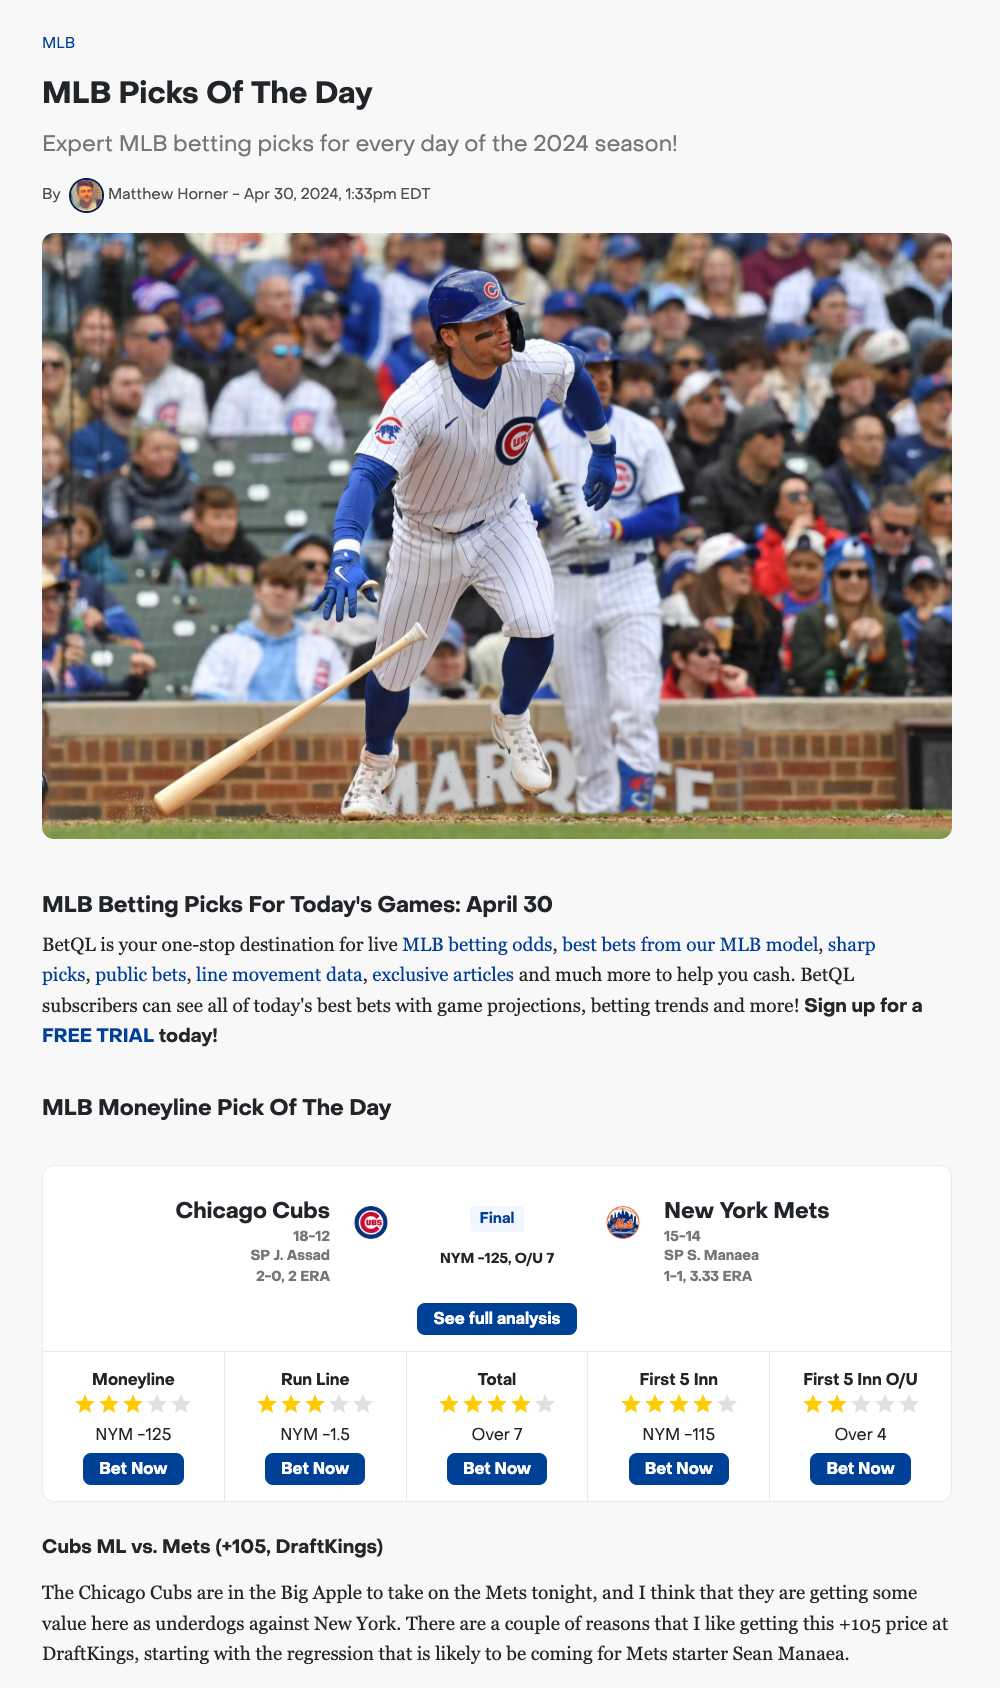 MLB
MLB Picks Of The Day
Expert MLB betting picks for every day of the 2024 season!
By Matthew Horner - Apr 30, 2024, 1:33pm EDT
C
CUBS
MARQUEE
MLB Betting Picks For Today's Games: April 30
BetQL is your one-stop destination for live MLB betting odds, best bets from our MLB model, sharp
picks, public bets, line movement data, exclusive articles and much more to help you cash. BetQL
subscribers can see all of today's best bets with game projections, betting trends and more! Sign up for a
FREE TRIAL today!
MLB Moneyline Pick Of The Day
Chicago Cubs
18-12
SP J. Assad
2-0, 2 ERA
CUBS
Final
NYM -125, O/U 7
Mets
New York Mets
15-14
SP S. Manaea
1-1, 3.33 ERA
See full analysis
Moneyline
NYM -125
Bet Now
Run Line
NYM -1.5
Bet Now
Total
Over 7
Bet Now
First 5 Inn
NYM -115
Bet Now
First 5 Inn O/U
Over 4
Bet Now
Cubs ML vs. Mets (+105, DraftKings)
The Chicago Cubs are in the Big Apple to take on the Mets tonight, and I think that they are getting some
value here as underdogs against New York. There are a couple of reasons that I like getting this +105 price at
DraftKings, starting with the regression that is likely to be coming for Mets starter Sean Manaea.